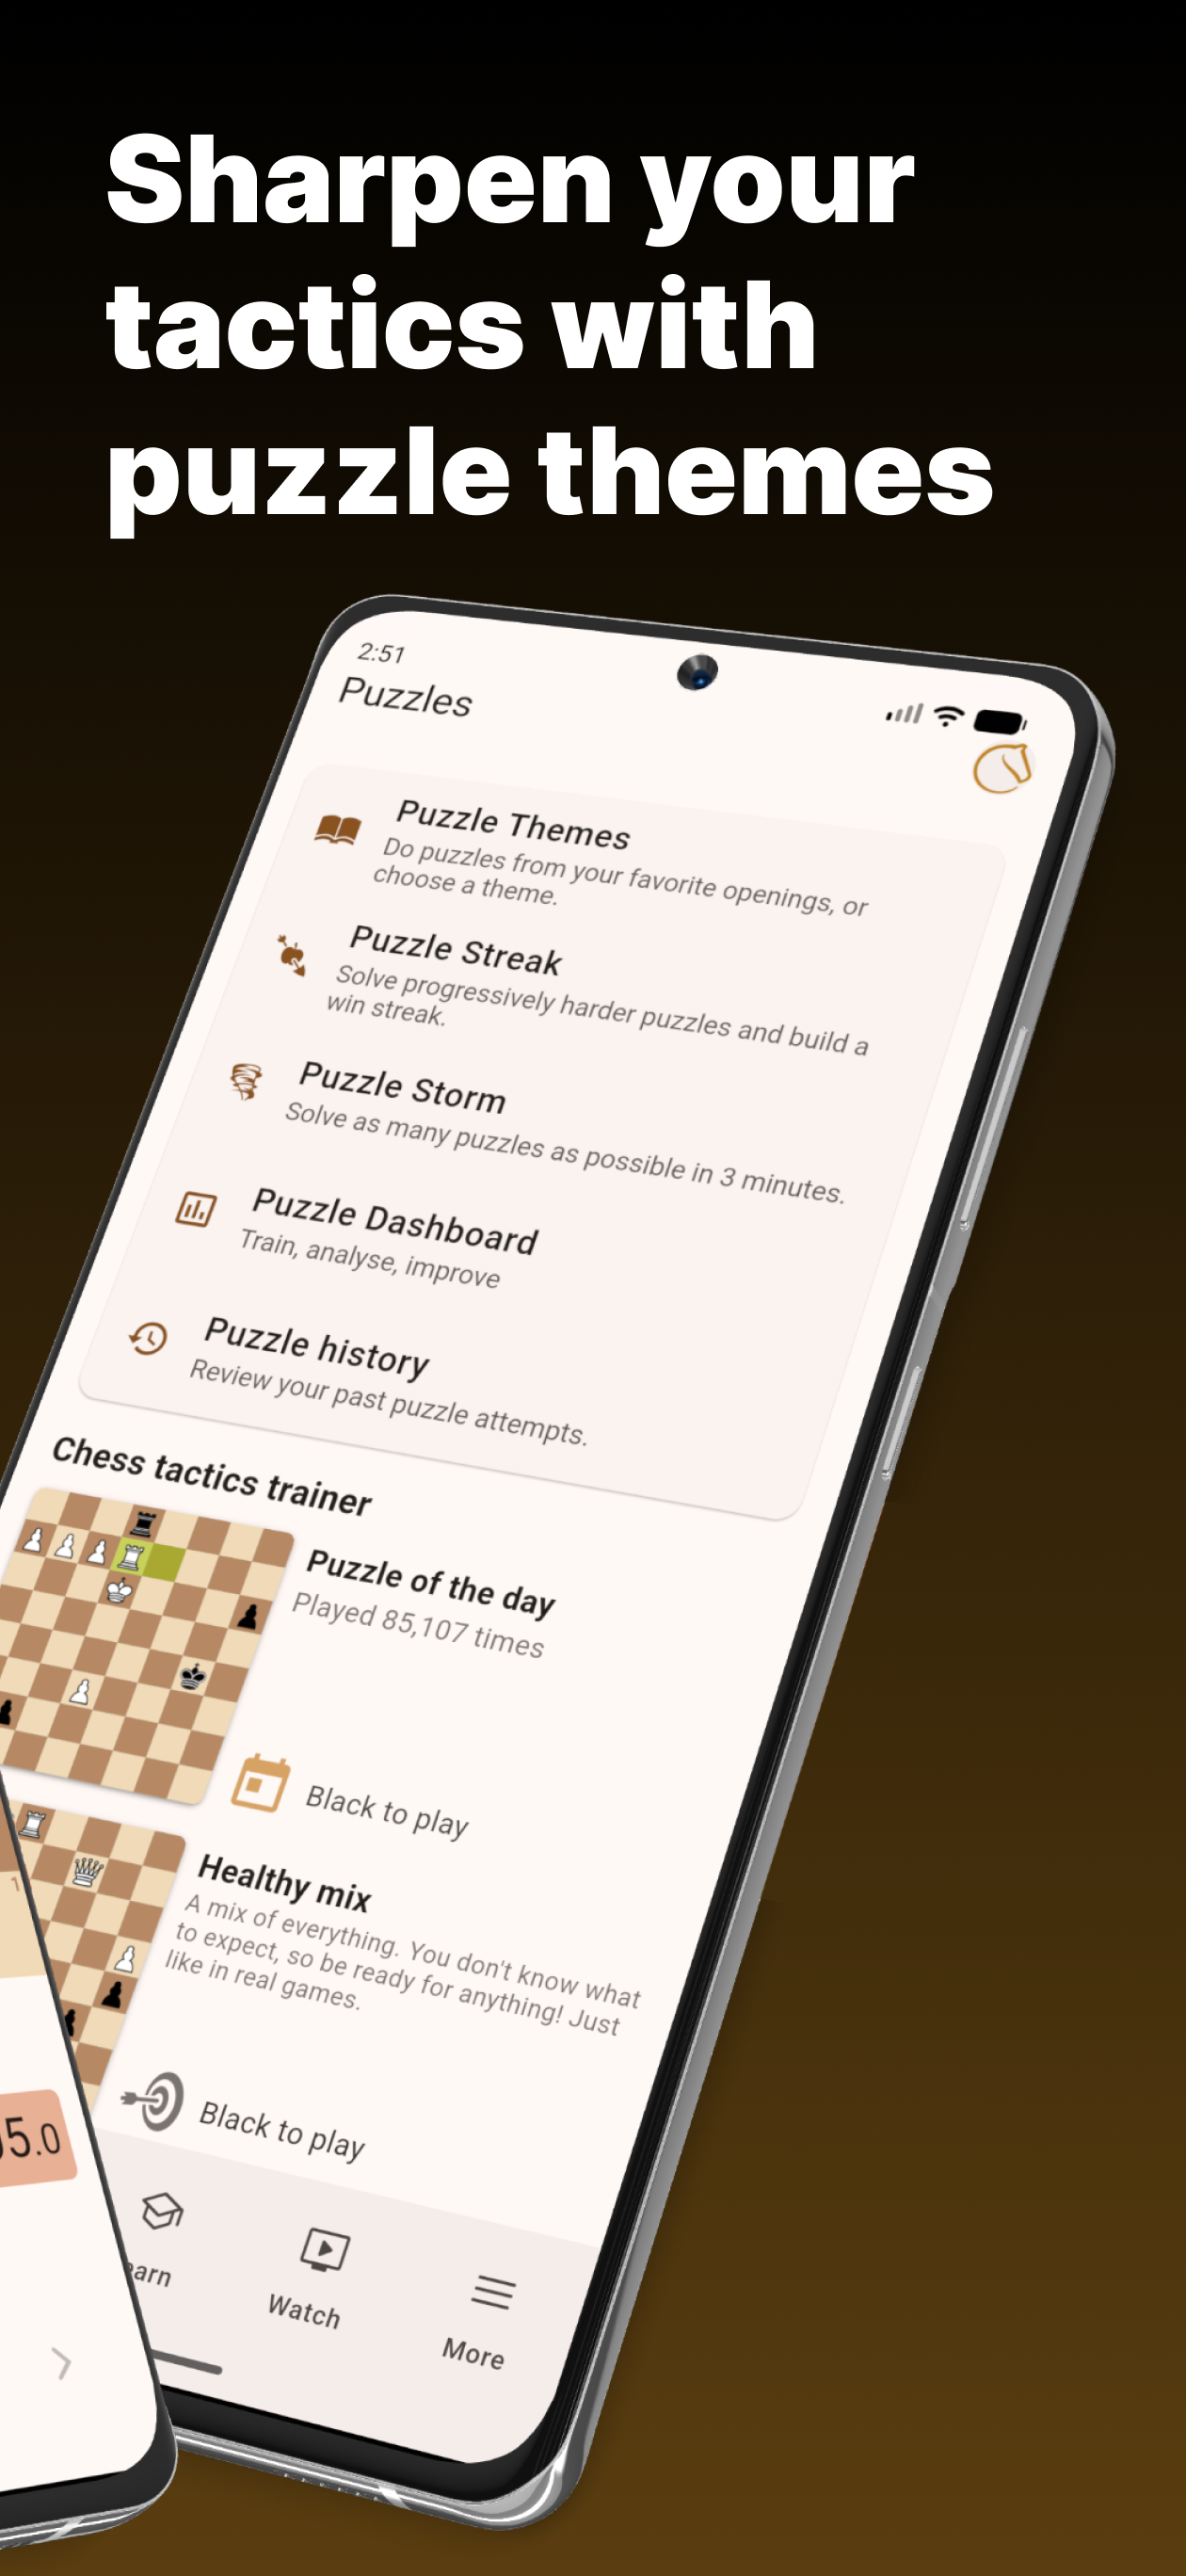 Sharpen your
tactics with
puzzle themes
2:51
Puzzles
Puzzle Themes
Do puzzles from your favorite openings, or
choose a theme.
Puzzle Streak
Solve progressively harder puzzles and build a
win streak.
Puzzle Storm
Solve as many puzzles as possible in 3 minutes.
Puzzle Dashboard
Train, analyse, improve
Puzzle history
Review your past puzzle attempts.
Chess tactics trainer
Puzzle of the day
Played 85,107 times
Black to play
Healthy mix
A mix of everything. You don't know what
to expect, so be ready for anything! Just
like in real games.
Black to play
5.0
Watch
More